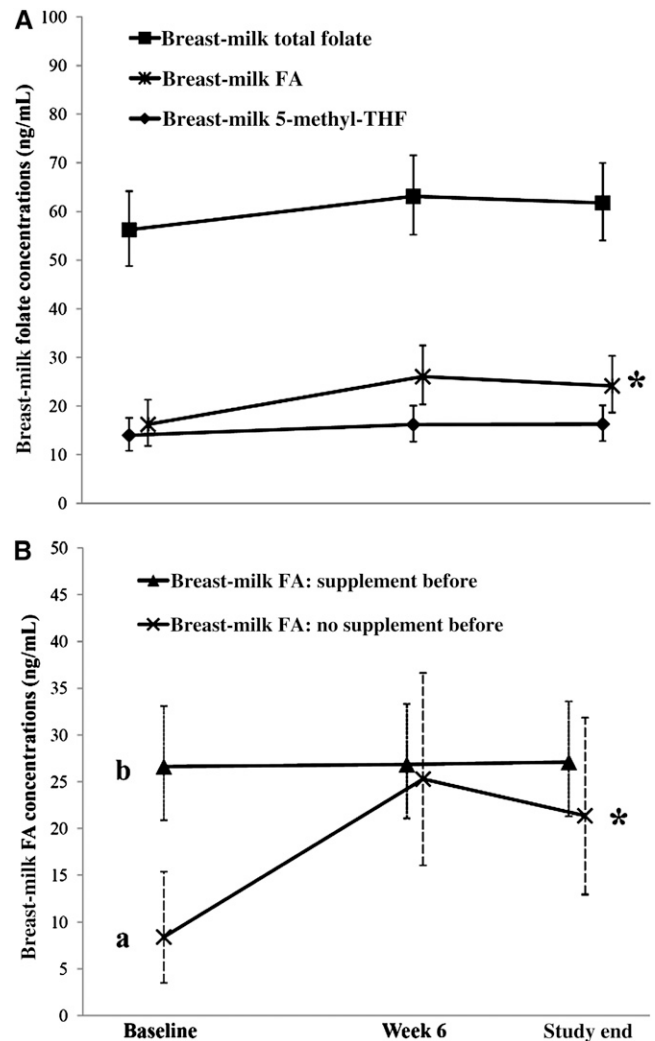 A
Breast-milk folate concentrations (ng/mL)
100
90
80
70
60
50
40
30
20
10
0
Breast-milk total folate
Breast-milk FA
Breast-milk 5-methyl-THF
*
B
Breast-milk FA concentrations (ng/mL)
50
45
40
35
30
25
20
15
10
5
0
Breast-milk FA: supplement before
Breast-milk FA: no supplement before
b
a
*
Baseline Week 6 Study end